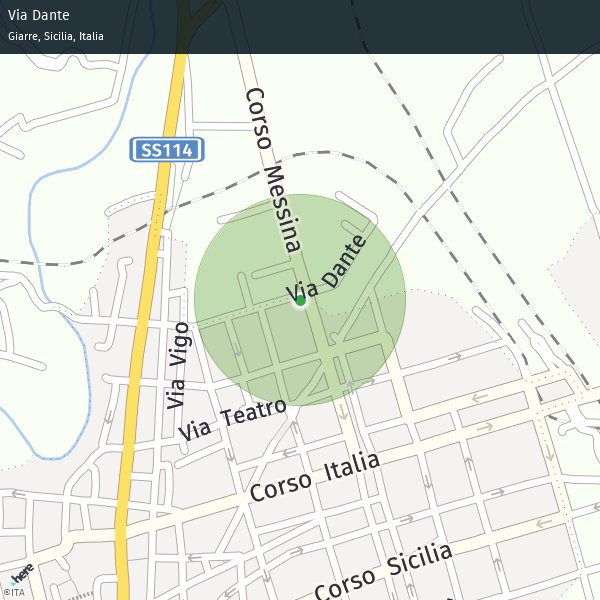 Via Dante
Giarre, Sicilia, Italia
Corso Messina
SS114
Via Dante
Via Vigo
Via Teatro
Corso Italia
Corso Sicilia
here
©ITA